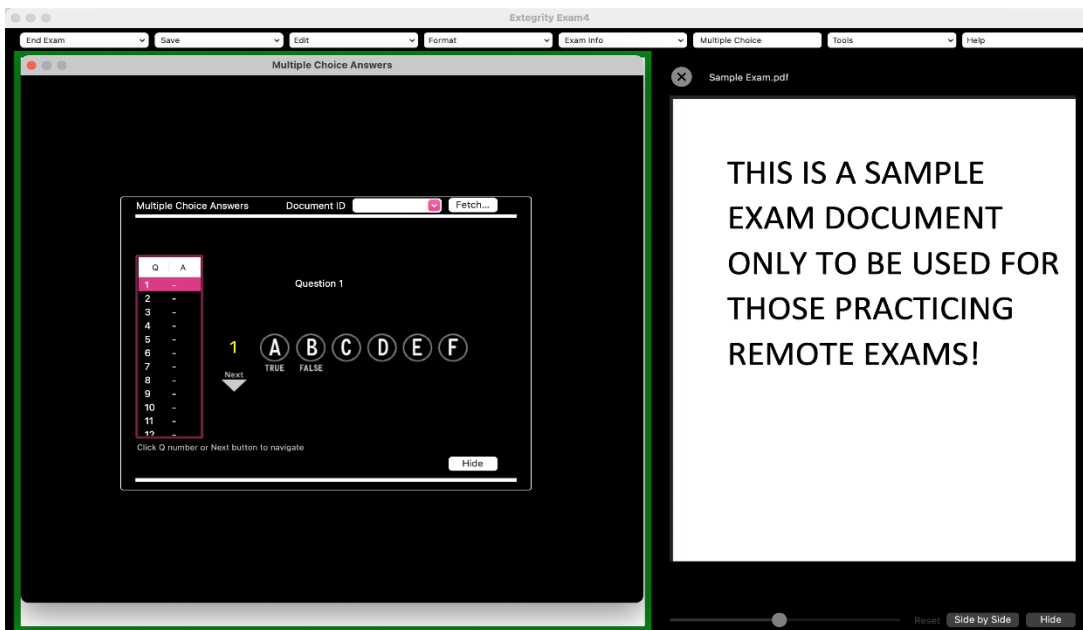 Extegrity Exam4
End Exam Save Edit Format Exam Info Multiple Choice Tools Help
Multiple Choice Answers
Multiple Choice Answers Document ID Fetch...
Q A
1 -
2 -
3 -
4 -
5 -
6 -
7 -
8 -
9 -
10 -
11 -
12 -
Question 1
1
A B C D E F
TRUE FALSE
Next
Click Q number or Next button to navigate
Hide
Sample Exam.pdf
THIS IS A SAMPLE
EXAM DOCUMENT
ONLY TO BE USED FOR
THOSE PRACTICING
REMOTE EXAMS!
Reset Side by Side Hide